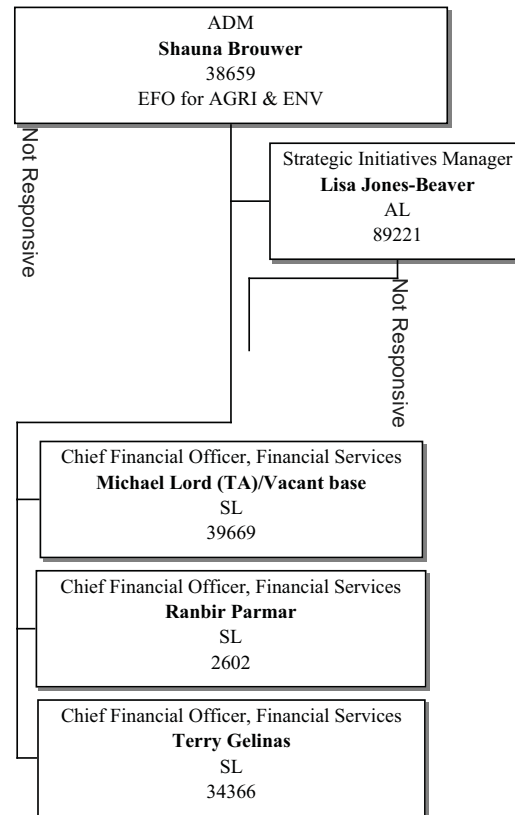 ADM
Shauna Brouwer
38659
EFO for AGRI & ENV
Not Responsive
Strategic Initiatives Manager
Lisa Jones-Beaver
AL
89221
Not Responsive
Chief Financial Officer, Financial Services
Michael Lord (TA)/Vacant base
SL
39669
Chief Financial Officer, Financial Services
Ranbir Parmar
SL
2602
Chief Financial Officer, Financial Services
Terry Gelinas
SL
34366